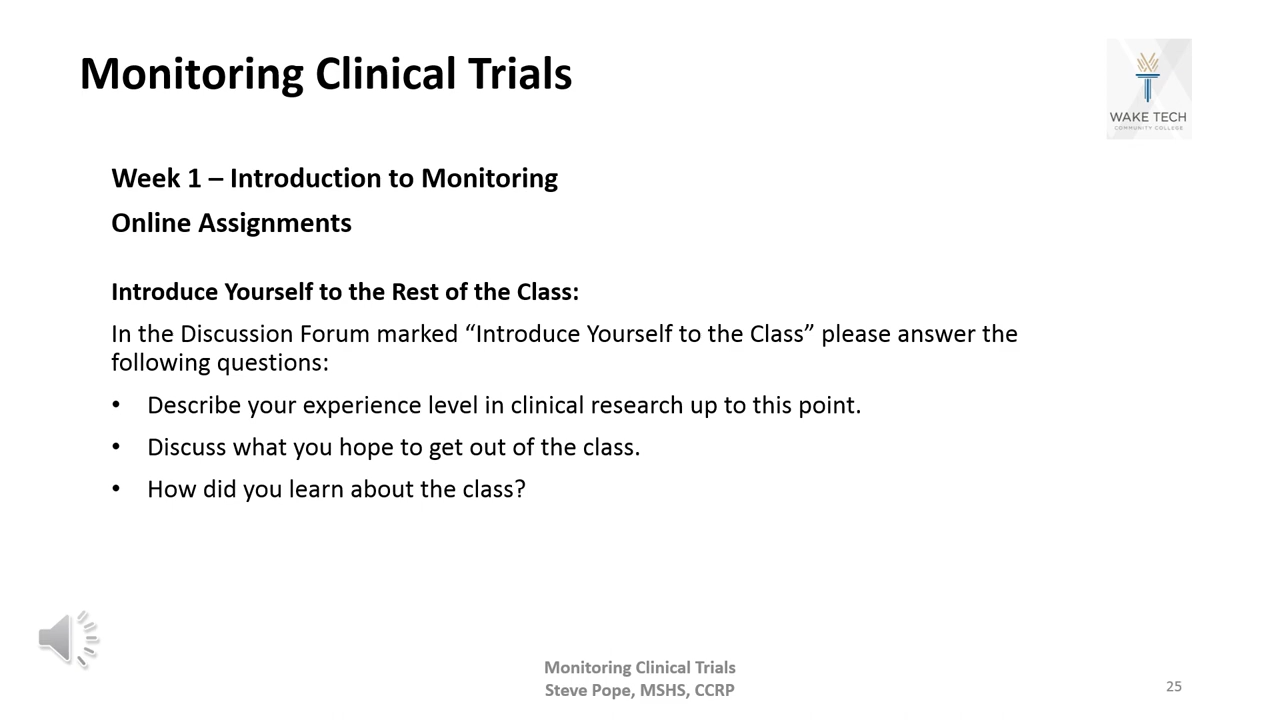 Monitoring Clinical Trials
WAKE TECH
COMMUNITY COLLEGE
Week 1 – Introduction to Monitoring
Online Assignments
Introduce Yourself to the Rest of the Class:
In the Discussion Forum marked “Introduce Yourself to the Class” please answer the
following questions:
• Describe your experience level in clinical research up to this point.
• Discuss what you hope to get out of the class.
• How did you learn about the class?
Monitoring Clinical Trials
Steve Pope, MSHS, CCRP
25